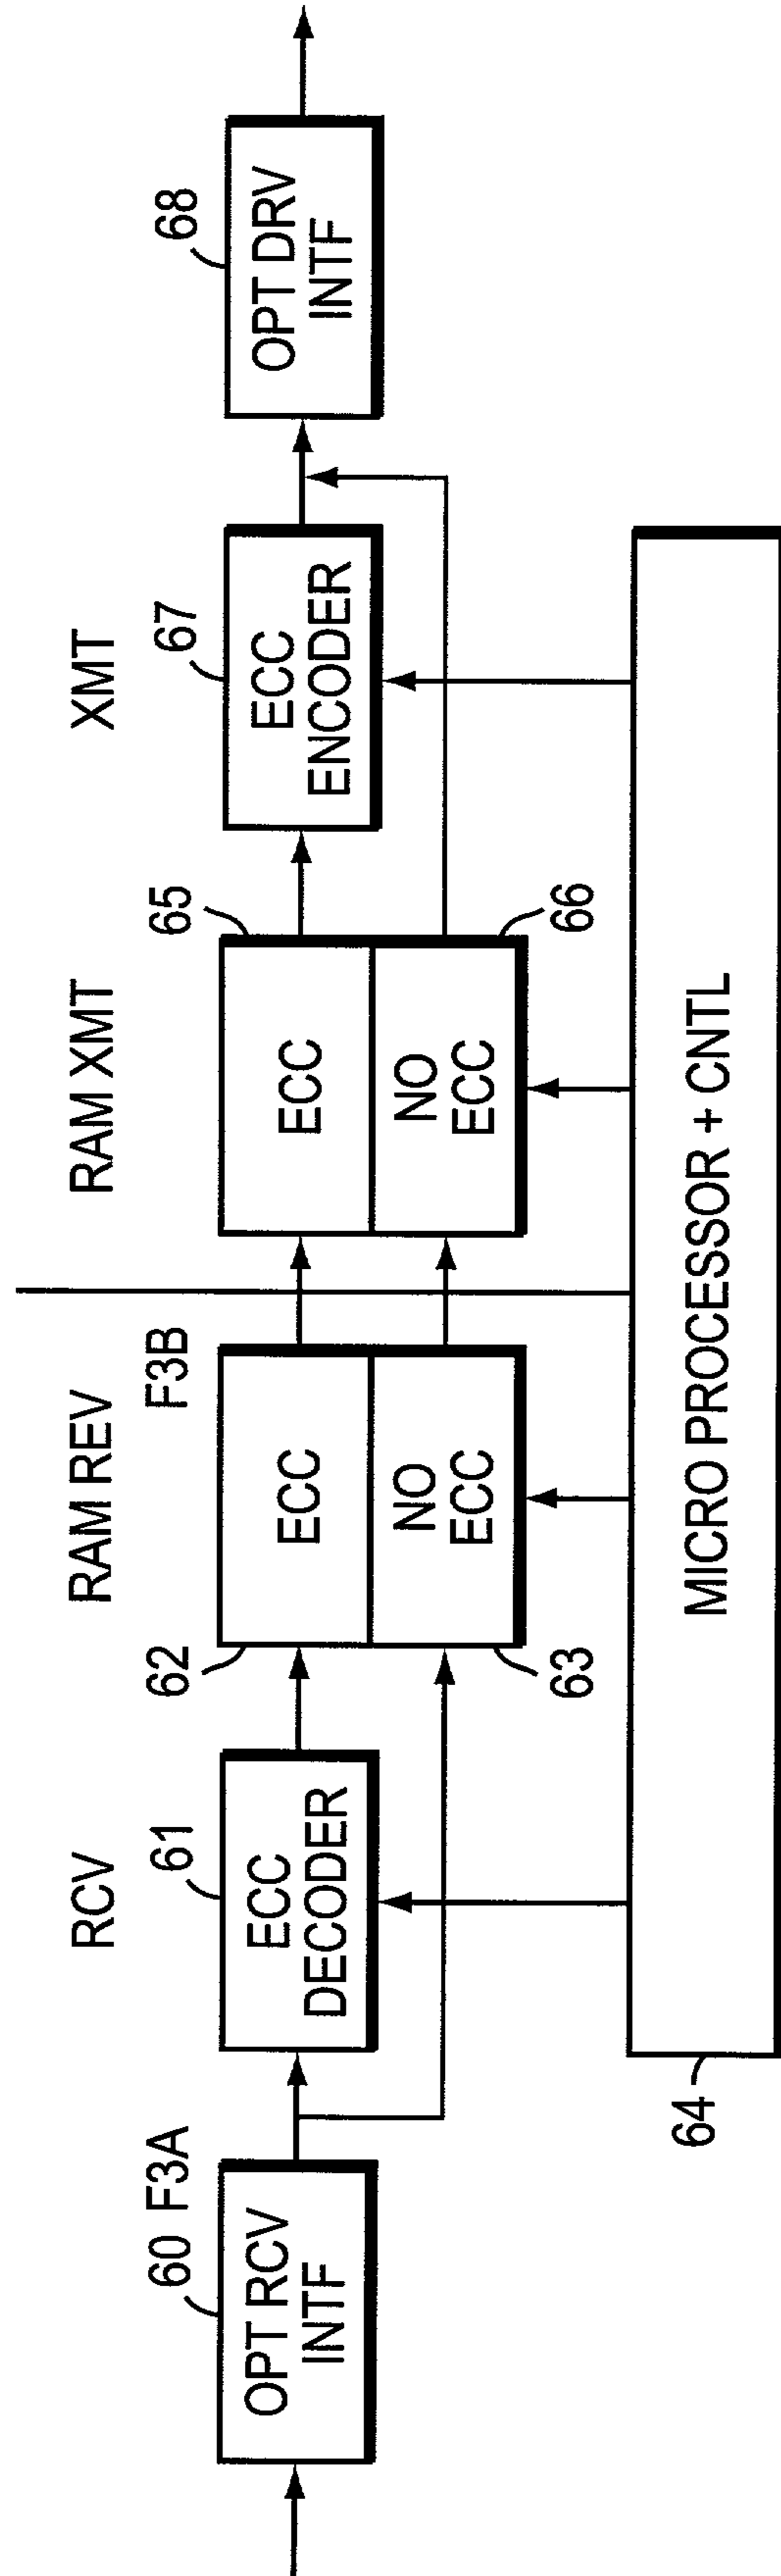 RCV
RAM REV
RAM XMT
XMT
60
F3A
61
62
F3B
65
67
68
OPT RCV
INTF
ECC
DECODER
ECC
NO
ECC
ECC
NO
ECC
ECC
ENCODER
OPT DRV
INTF
63
66
64
MICRO PROCESSOR + CNTL